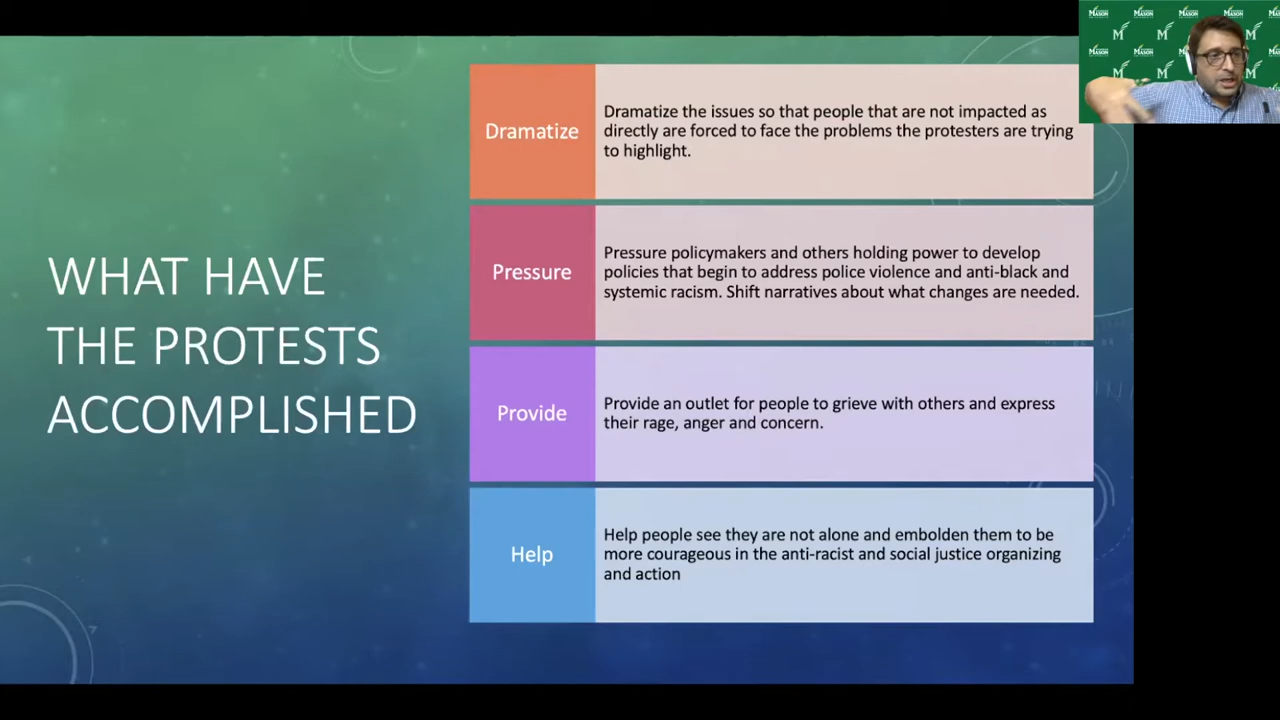 WHAT HAVE
THE PROTESTS
ACCOMPLISHED
Dramatize
Dramatize the issues so that people that are not impacted as
directly are forced to face the problems the protesters are trying
to highlight.
Pressure
Pressure policymakers and others holding power to develop
policies that begin to address police violence and anti-black and
systemic racism. Shift narratives about what changes are needed.
Provide
Provide an outlet for people to grieve with others and express
their rage, anger and concern.
Help
Help people see they are not alone and embolden them to be
more courageous in the anti-racist and social justice organizing
and action
MASON